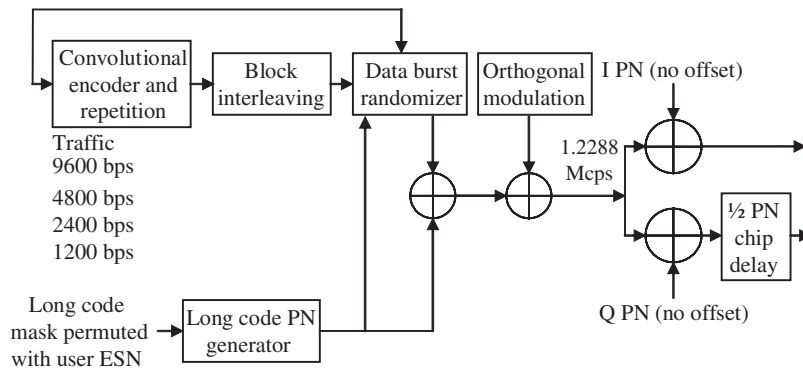 Convolutional
encoder and
repetition
Block
interleaving
Data burst
randomizer
Orthogonal
modulation
I PN (no offset)
Traffic
9600 bps
4800 bps
2400 bps
1200 bps
1.2288
Mcps
½ PN
chip
delay
Long code
mask permuted
with user ESN
Long code PN
generator
Q PN (no offset)